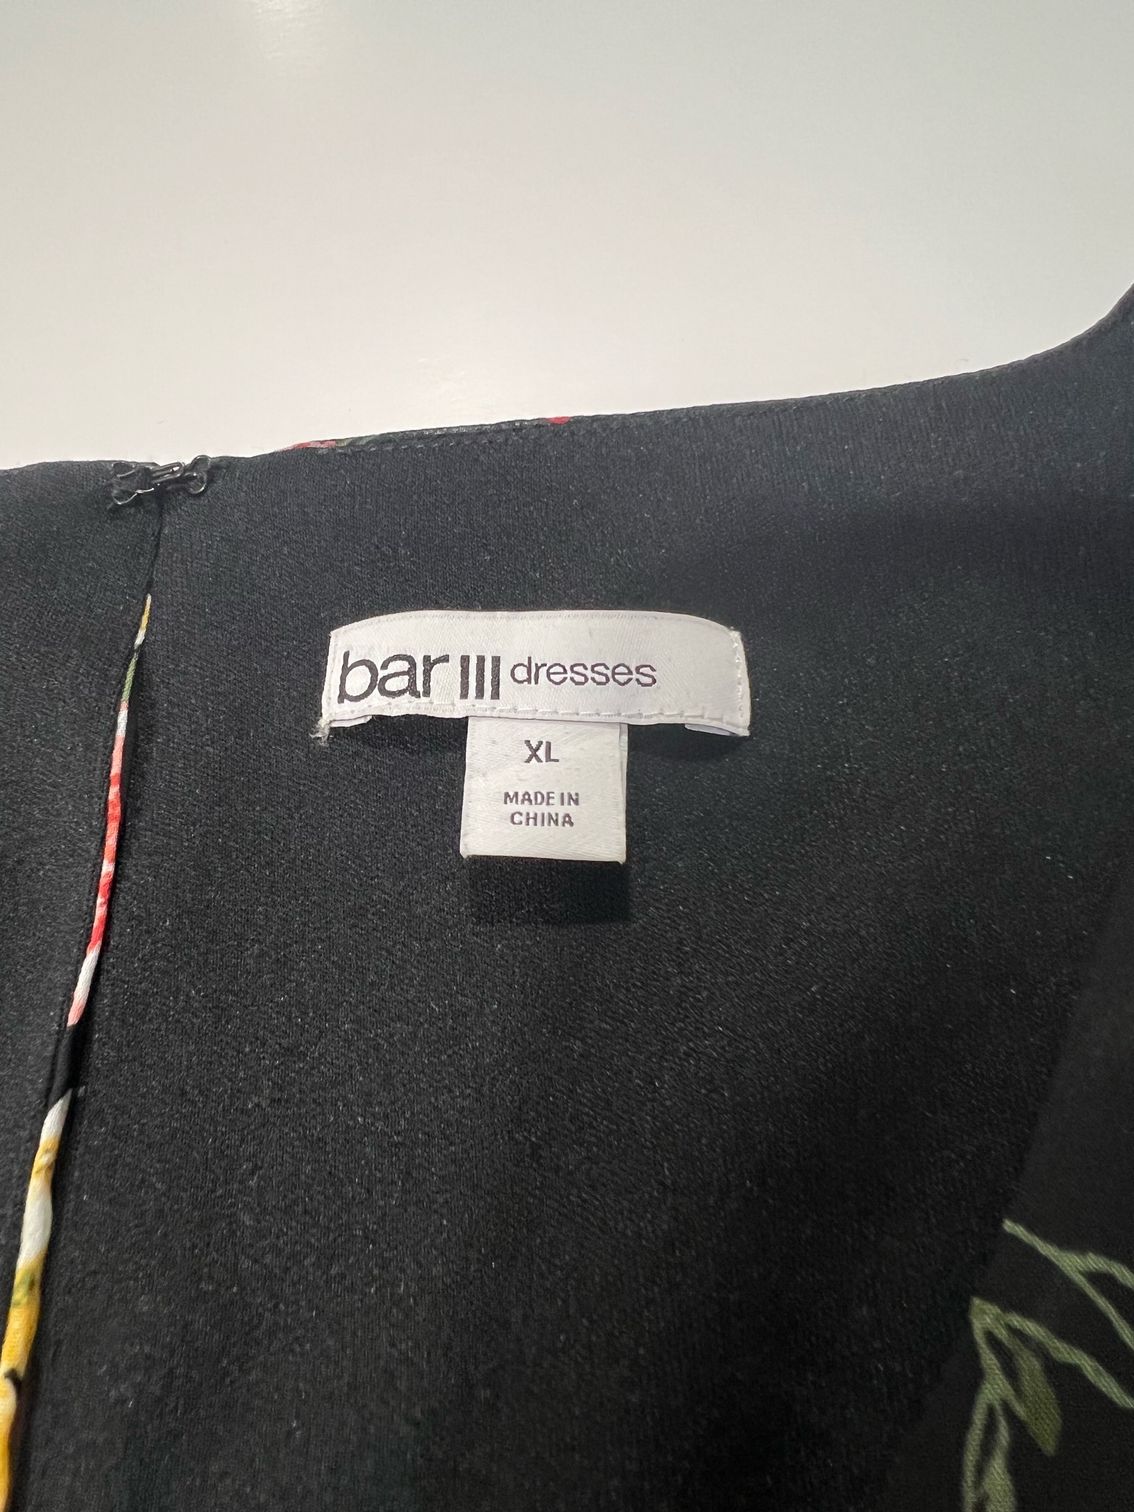 bar III dresses
XL
MADE IN
CHINA